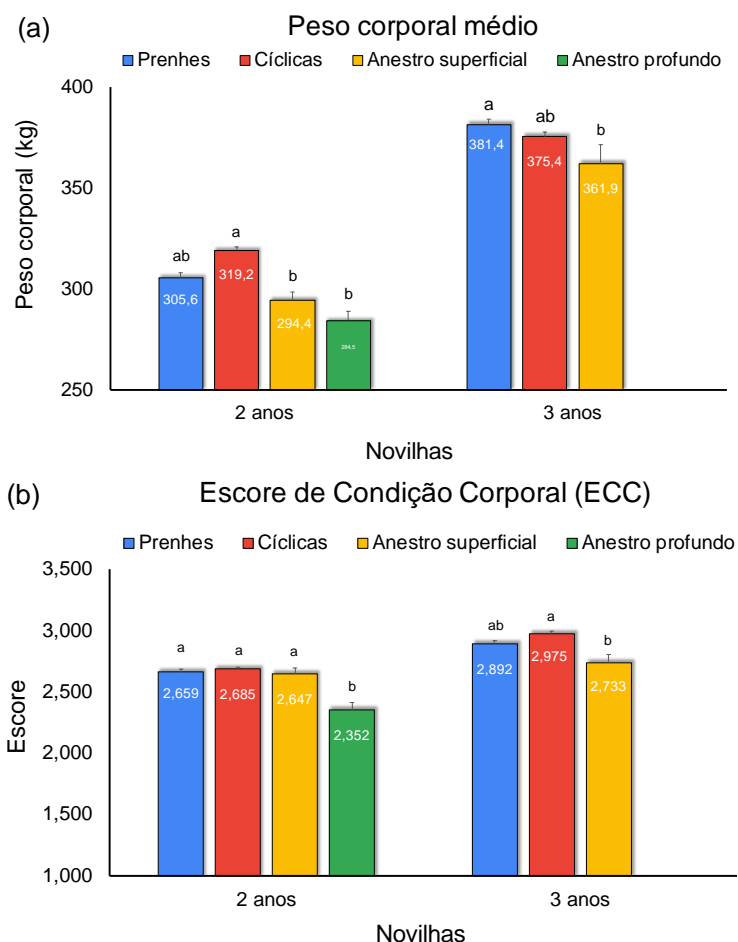 (a) Peso corporal médio
Prenhes Cíclicas Anestro superficial Anestro profundo
Peso corporal (kg)
400
350
300
250
ab a b b a ab b
305,6 319,2 294,4 284,5 381,4 375,4 361,9
2 anos 3 anos
Novilhas
(b) Escore de Condição Corporal (ECC)
Prenhes Cíclicas Anestro superficial Anestro profundo
Escore
3,500
3,000
2,500
2,000
1,500
1,000
a a a b ab a b
2,659 2,685 2,647 2,352 2,892 2,975 2,733
2 anos 3 anos
Novilhas